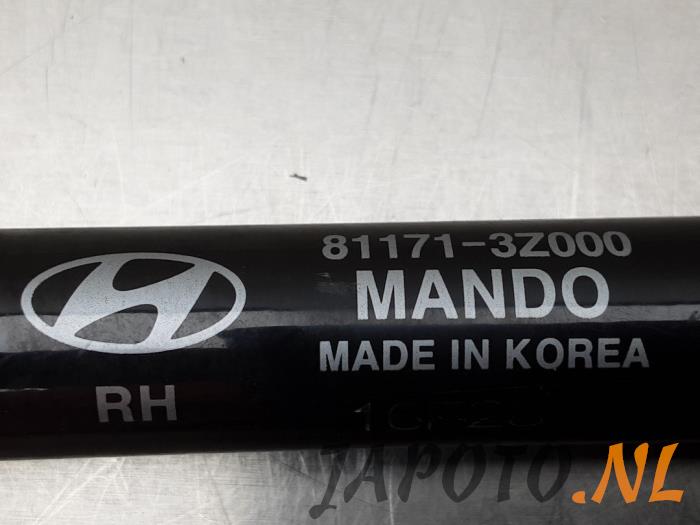 81171-3Z000
MANDO
MADE IN KOREA
RH
JAPOTO.NL